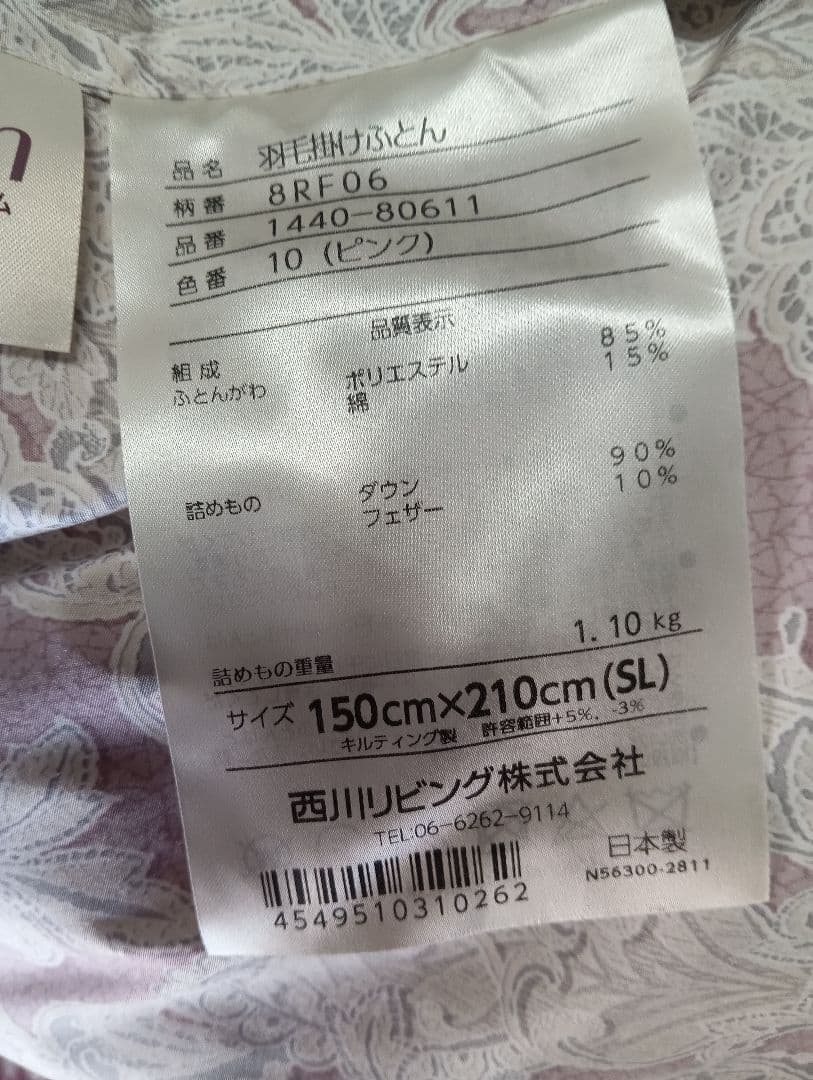 品名 羽毛掛けふとん
柄番 8RF06
品番 1440-80611
色番 10 (ピンク)
品質表示
組成
ふとんがわ ポリエステル 85%
綿 15%
詰めもの ダウン 90%
フェザー 10%
詰めもの重量 1.10kg
サイズ 150cm×210cm(SL)
キルティング製 許容範囲+5%. -3%
西川リビング株式会社
TEL:06-6262-9114
日本製
N56300-2811
4549510310262